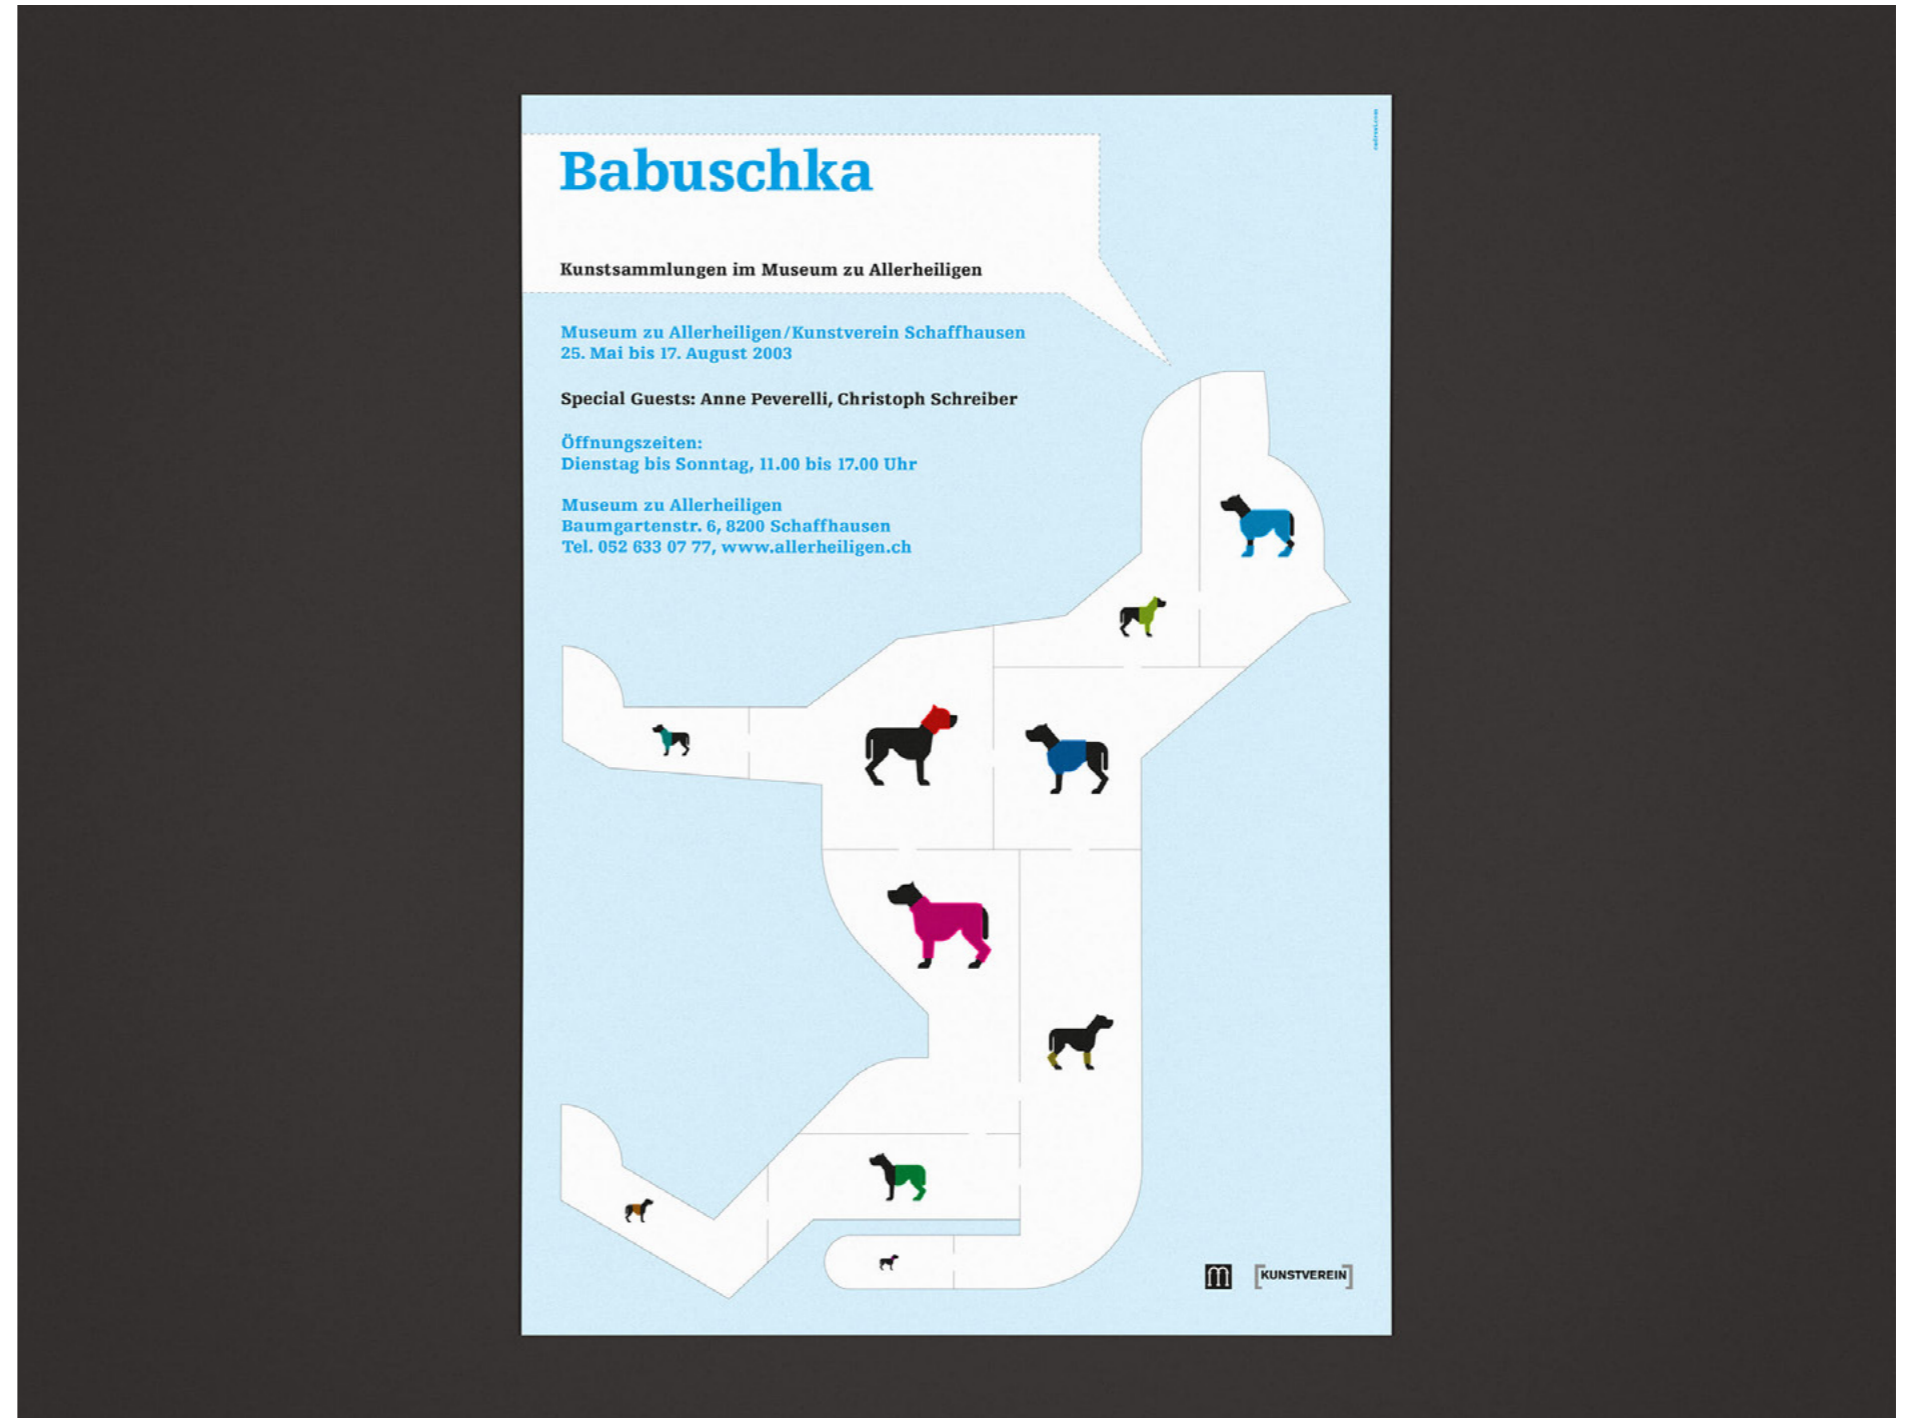 Babuschka
Kunstsammlungen im Museum zu Allerheiligen
Museum zu Allerheiligen/Kunstverein Schaffhausen
25. Mai bis 17. August 2003
Special Guests: Anne Peverelli, Christoph Schreiber
Öffnungszeiten:
Dienstag bis Sonntag, 11.00 bis 17.00 Uhr
Museum zu Allerheiligen
Baumgartenstr. 6, 8200 Schaffhausen
Tel. 052 633 07 77, www.allerheiligen.ch
m
[KUNSTVEREIN]